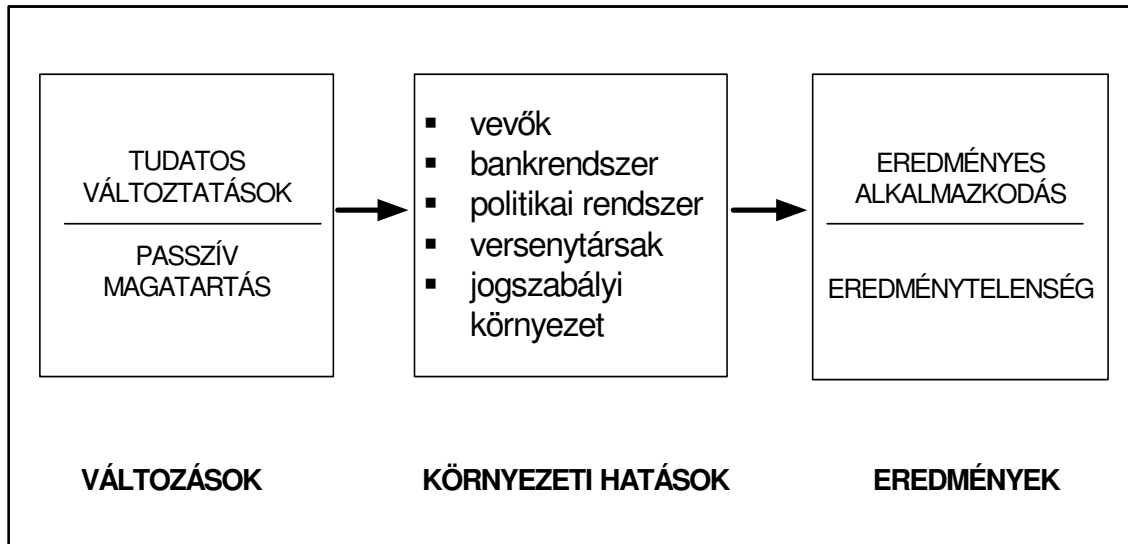 TUDATOS
VÁLTOZTATÁSOK
PASSZÍV
MAGATARTÁS
▪ vevők
▪ bankrendszer
▪ politikai rendszer
▪ versenytársak
▪ jogszabályi
környezet
EREDMÉNYES
ALKALMAZKODÁS
EREDMÉNYTELENSÉG
VÁLTOZÁSOK
KÖRNYEZETI HATÁSOK
EREDMÉNYEK